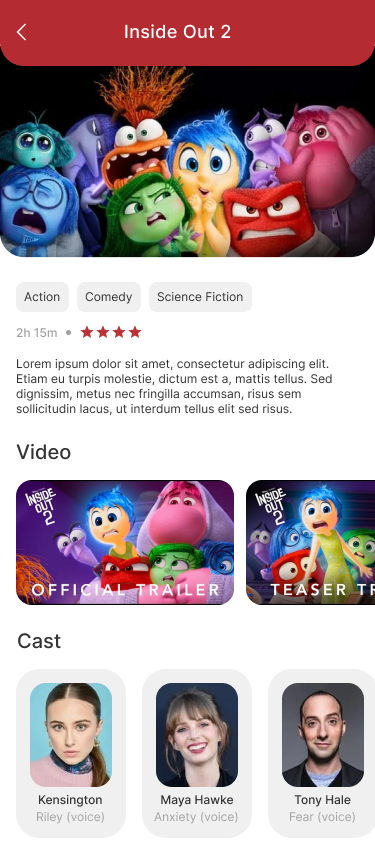 Inside Out 2
Action Comedy Science Fiction
2h 15m
Lorem ipsum dolor sit amet, consectetur adipiscing elit.
Etiam eu turpis molestie, dictum est a, mattis tellus. Sed
dignissim, metus nec fringilla accumsan, risus sem
sollicitudin lacus, ut interdum tellus elit sed risus.
Video
INSIDE
OUT
2
OFFICIAL TRAILER
INSIDE
OUT
2
TEASER TR
Cast
Kensington
Riley (voice)
Maya Hawke
Anxiety (voice)
Tony Hale
Fear (voice)